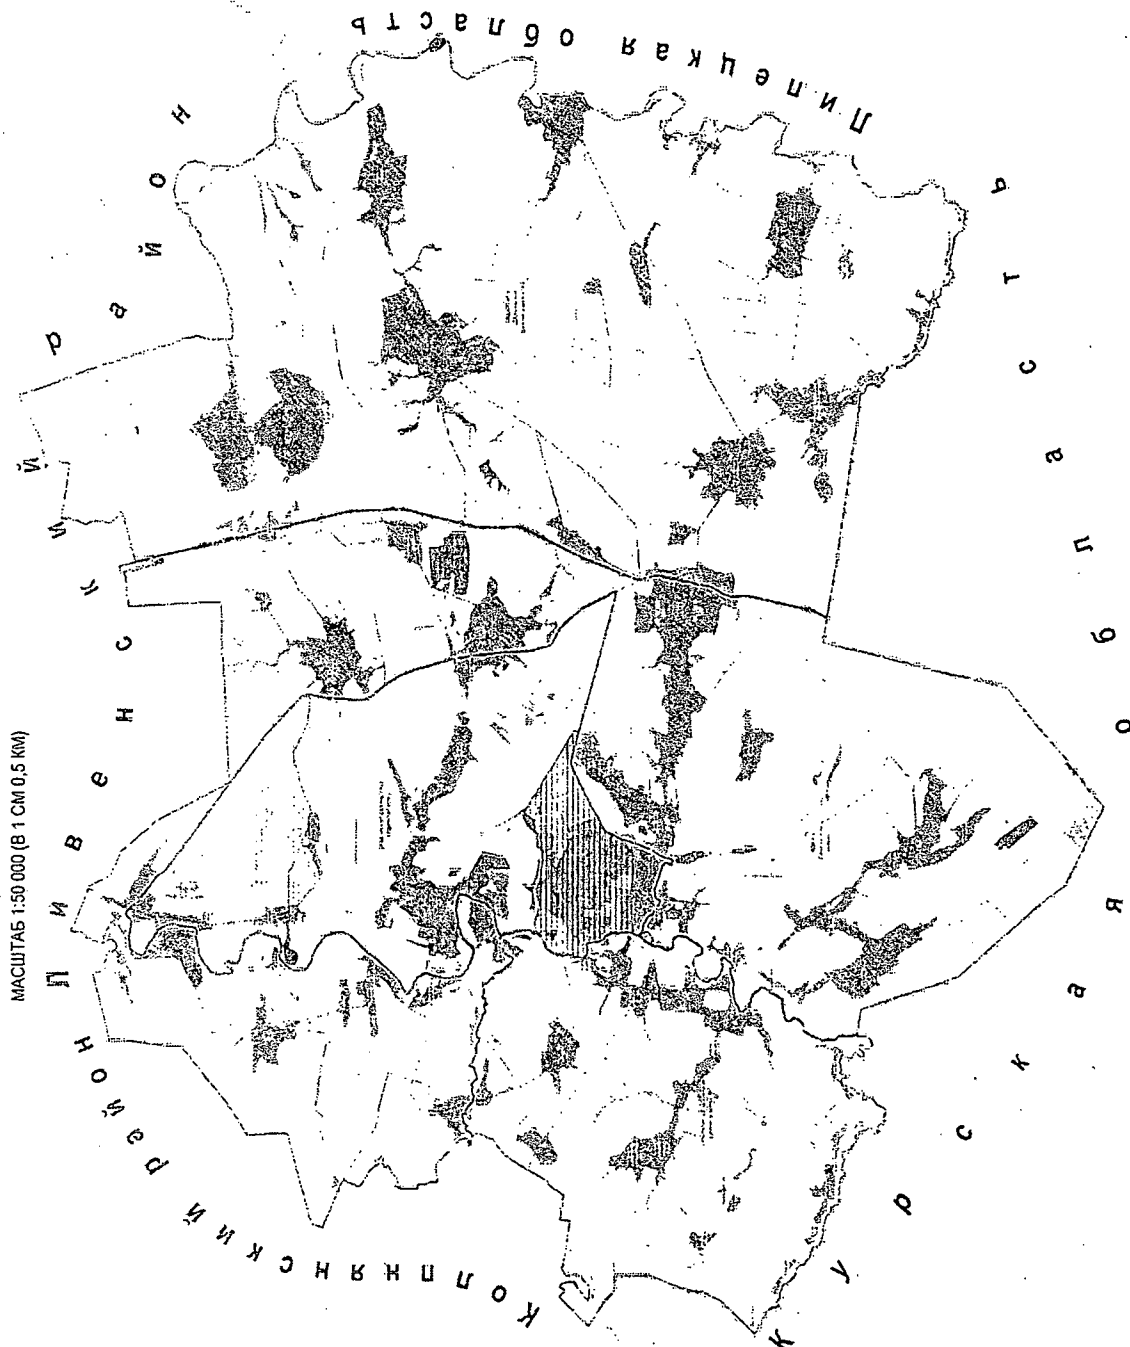 МАСШТАБ 1:50 000 (В 1 СМ 0,5 КМ)
Ливенский район
Липецкая область
Курская область
Колпнянский район